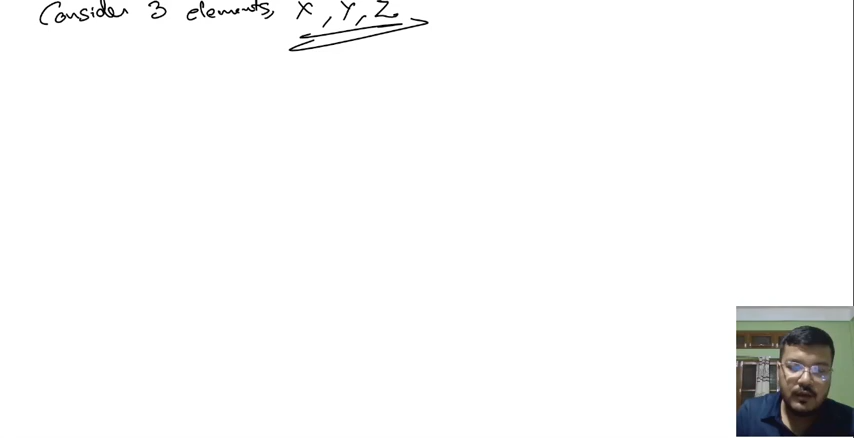 Consider 3 elements, X, Y, Z